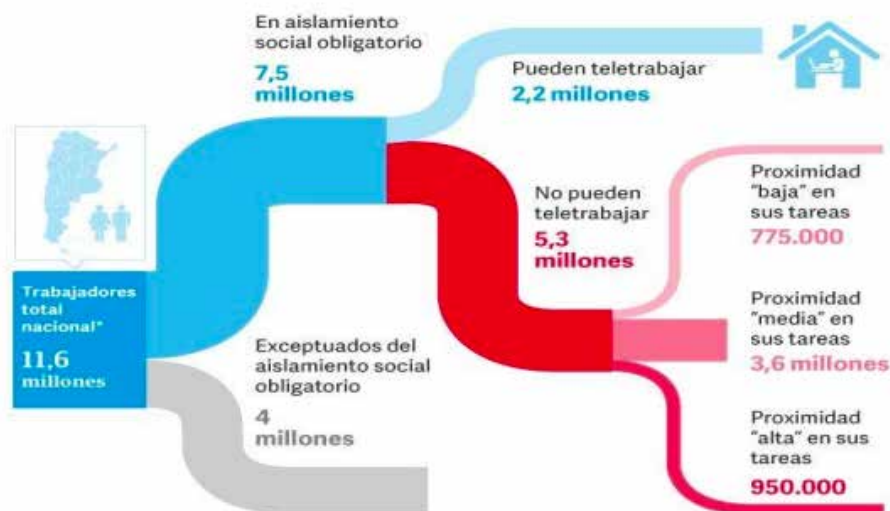 En aislamiento
social obligatorio
7,5
millones
Pueden teletrabajar
2,2 millones
No pueden
teletrabajar
5,3
millones
Proximidad
"baja" en
sus tareas
775.000
Trabajadores
total
nacional*
11,6
millones
Proximidad
"media" en
sus tareas
3,6 millones
Exceptuados del
aislamiento social
obligatorio
4
millones
Proximidad
"alta" en sus
tareas
950.000